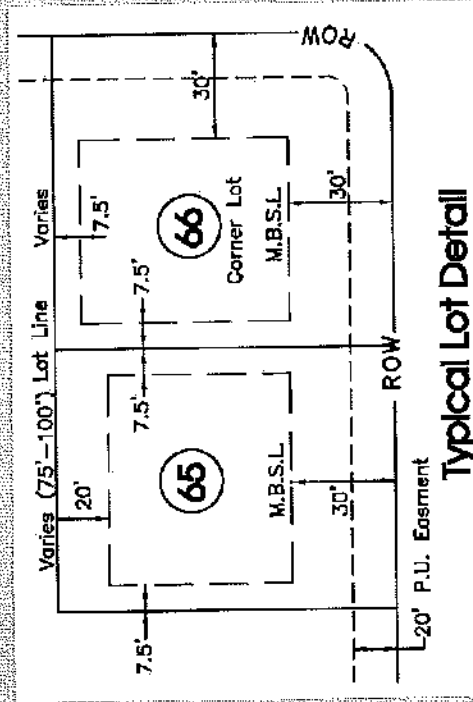 ROW
30'
Varies (75'-100') Lot Line Varies
20'
7.5'
7.5'
7.5'
7.5'
65
66
Corner Lot
M.B.S.L.
M.B.S.L.
30'
30'
ROW
20' P.U. Easment
Typical Lot Detail